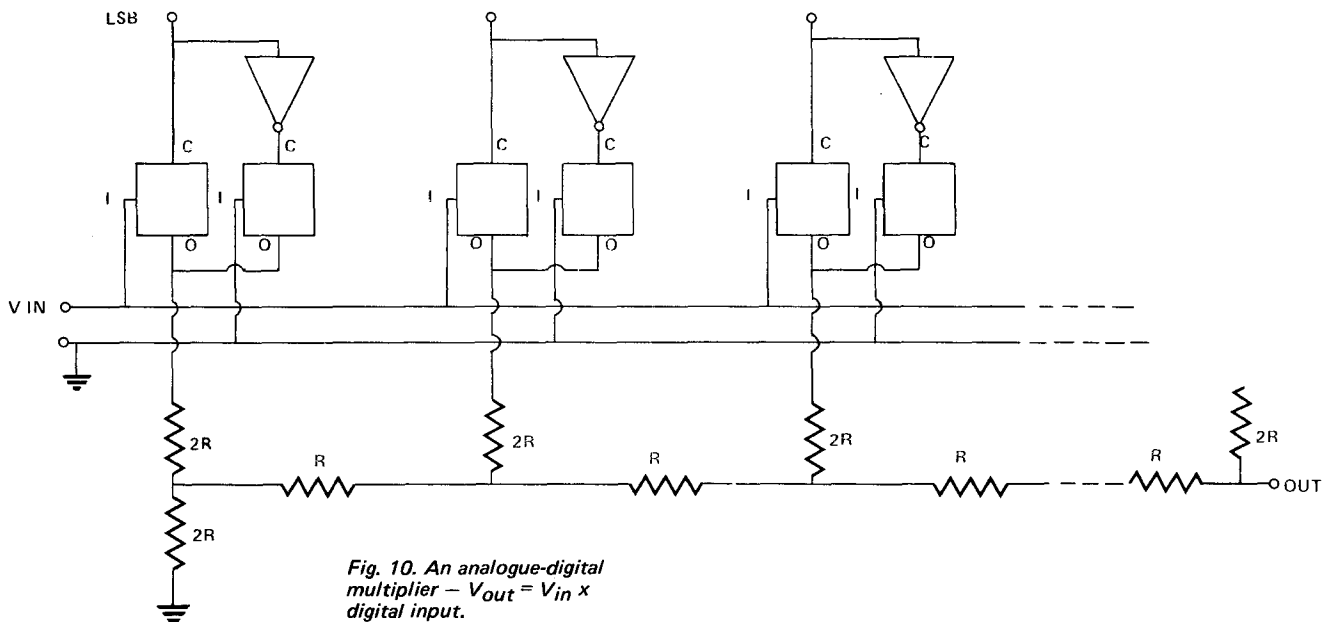 LSB
C C C C C C
I I I I I I
O O O O O O
V IN
2R 2R 2R 2R
R R R R
OUT
2R
Fig. 10. An analogue-digital
multiplier – Vout = Vin x
digital input.